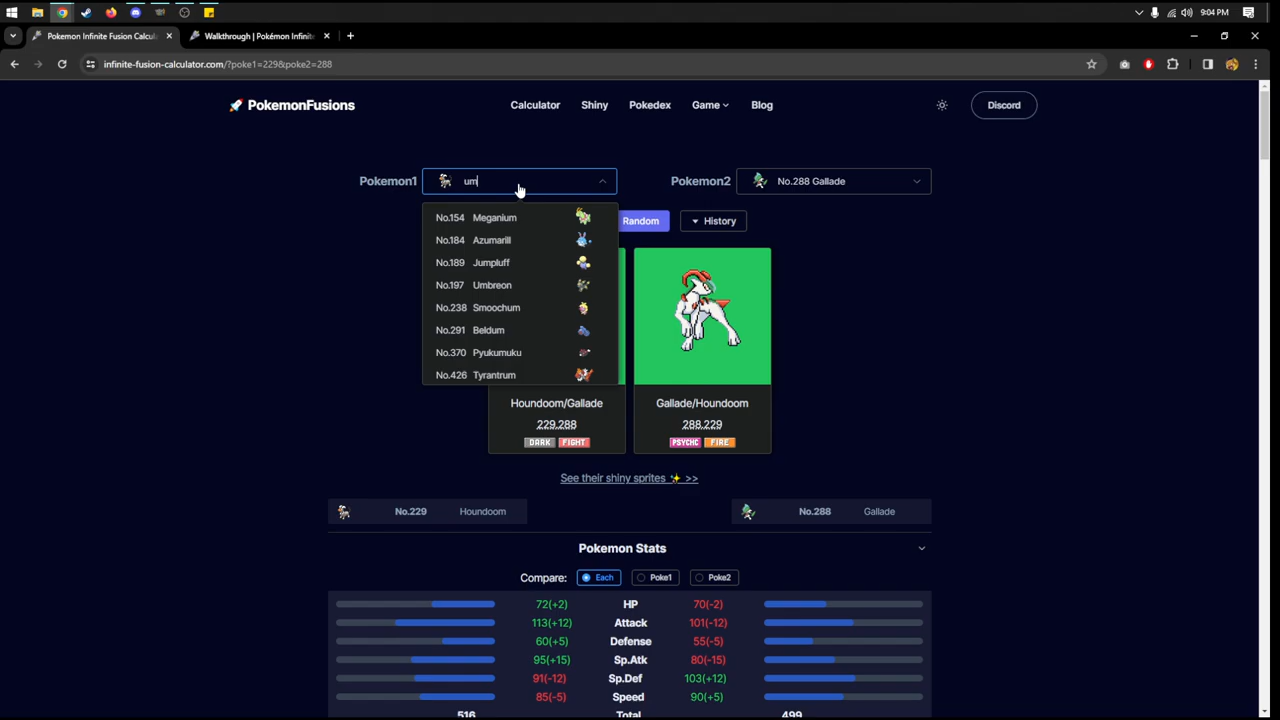 9:04 PM
Pokemon Infinite Fusion Calcula
Walkthrough | Pokémon Infinite
infinite-fusion-calculator.com/?poke1=229&poke2=288
PokemonFusions
Calculator Shiny Pokedex Game Blog
Discord
Pokemon1 um
Pokemon2 No.288 Gallade
Random History
No.154 Meganium
No.184 Azumarill
No.189 Jumpluff
No.197 Umbreon
No.238 Smoochum
No.291 Beldum
No.370 Pyukumuku
No.426 Tyrantrum
Houndoom/Gallade
229.288
DARK FIGHT
Gallade/Houndoom
288.229
PSYCHC FIRE
See their shiny sprites ✨ >>
No.229 Houndoom
No.288 Gallade
Pokemon Stats
Compare: Each Poke1 Poke2
72(+2) HP 70(-2)
113(+12) Attack 101(-12)
60(+5) Defense 55(-5)
95(+15) Sp.Atk 80(-15)
91(-12) Sp.Def 103(+12)
85(-5) Speed 90(+5)
516 Total 499